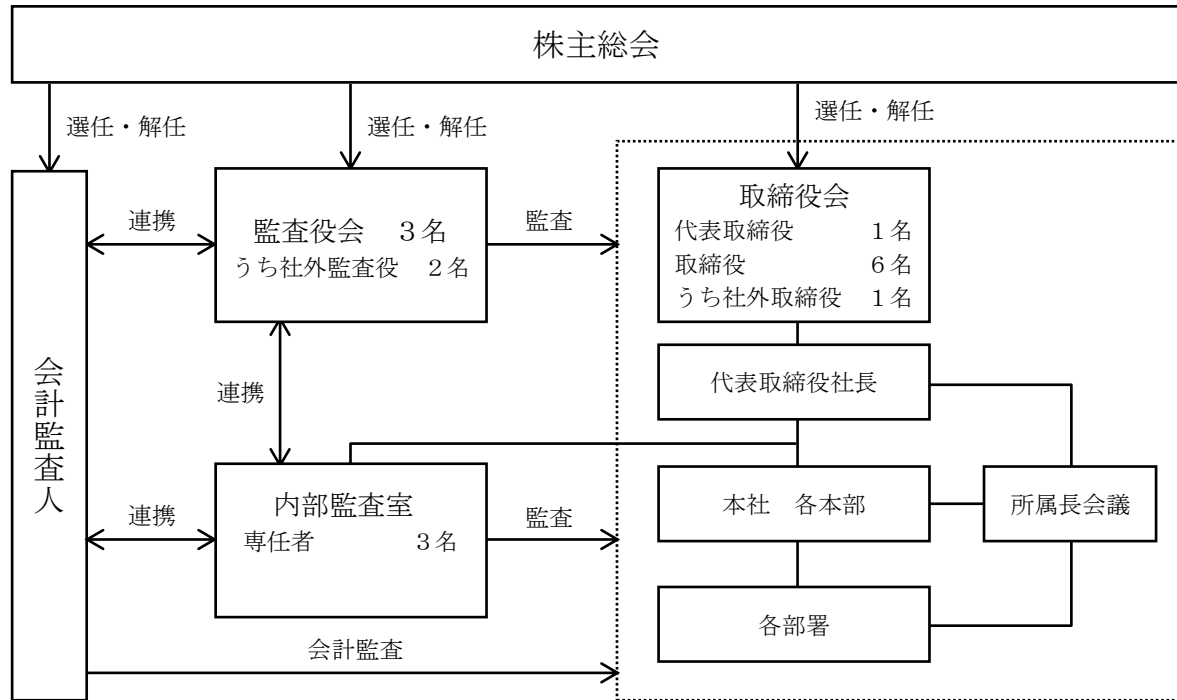 株主総会
選任・解任
選任・解任
選任・解任
連携
監査役会　３名
うち社外監査役　２名
監査
取締役会
代表取締役　１名
取締役　６名
うち社外取締役　１名
会計監査人
連携
代表取締役社長
連携
内部監査室
専任者　３名
監査
本社　各本部
所属長会議
各部署
会計監査